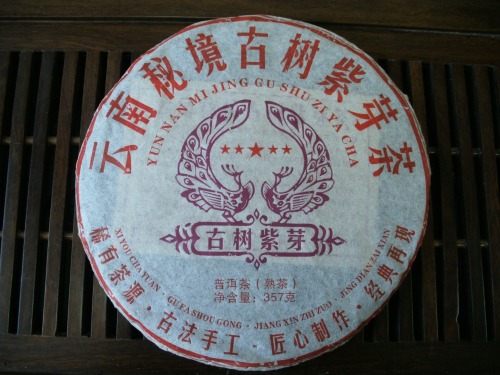 云南秘境古树紫芽茶
YUN NAN MI JING GU SHU ZI YA CHA
古树紫芽
普洱茶（熟茶）
净含量：357克
XI YOU CHA YUAN · GU FA SHOU GONG · JIANG XIN ZHI ZUO · JING DIAN ZAI XIAN
稀有茶源 · 古法手工 匠心制作 · 经典再现